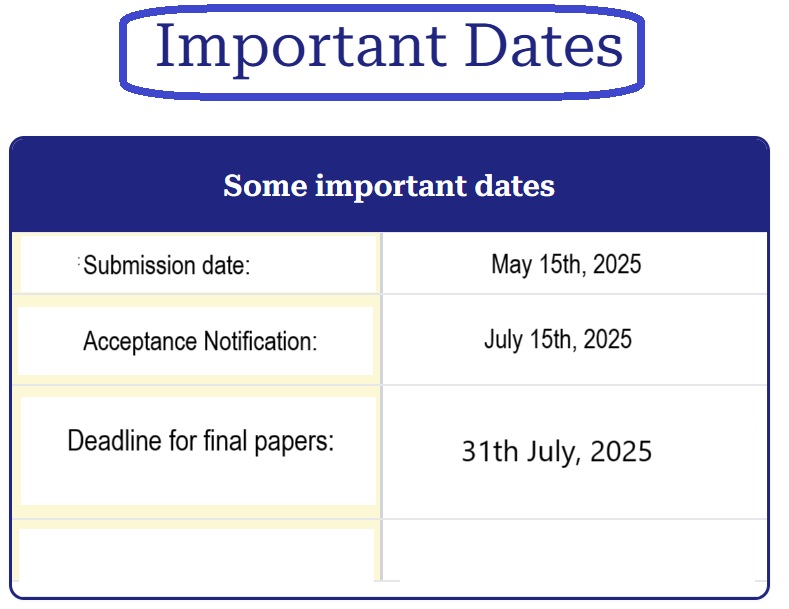 Important Dates
Some important dates
Submission date:
May 15th, 2025
Acceptance Notification:
July 15th, 2025
Deadline for final papers:
31th July, 2025